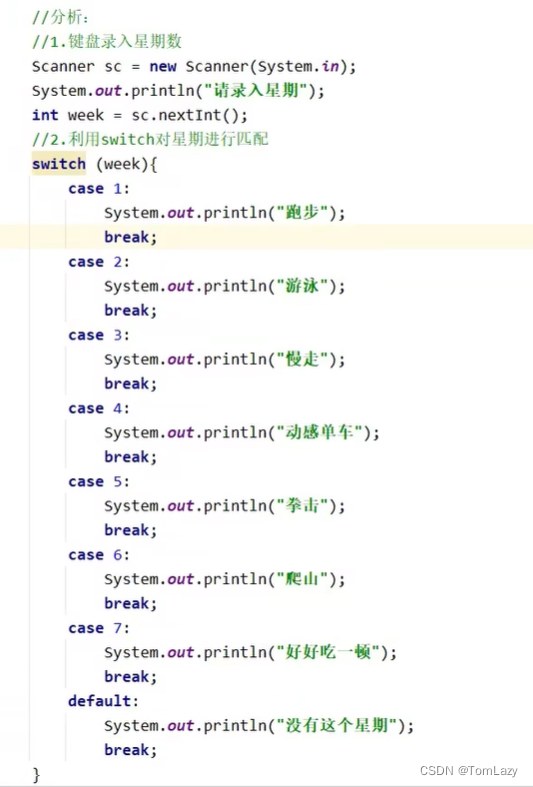 //分析:
//1.键盘录入星期数
Scanner sc = new Scanner(System.in);
System.out.println("请录入星期");
int week = sc.nextInt();
//2.利用switch对星期进行匹配
switch (week){
    case 1:
        System.out.println("跑步");
        break;
    case 2:
        System.out.println("游泳");
        break;
    case 3:
        System.out.println("慢走");
        break;
    case 4:
        System.out.println("动感单车");
        break;
    case 5:
        System.out.println("拳击");
        break;
    case 6:
        System.out.println("爬山");
        break;
    case 7:
        System.out.println("好好吃一顿");
        break;
    default:
        System.out.println("没有这个星期");
        break;
}
CSDN @TomLazy